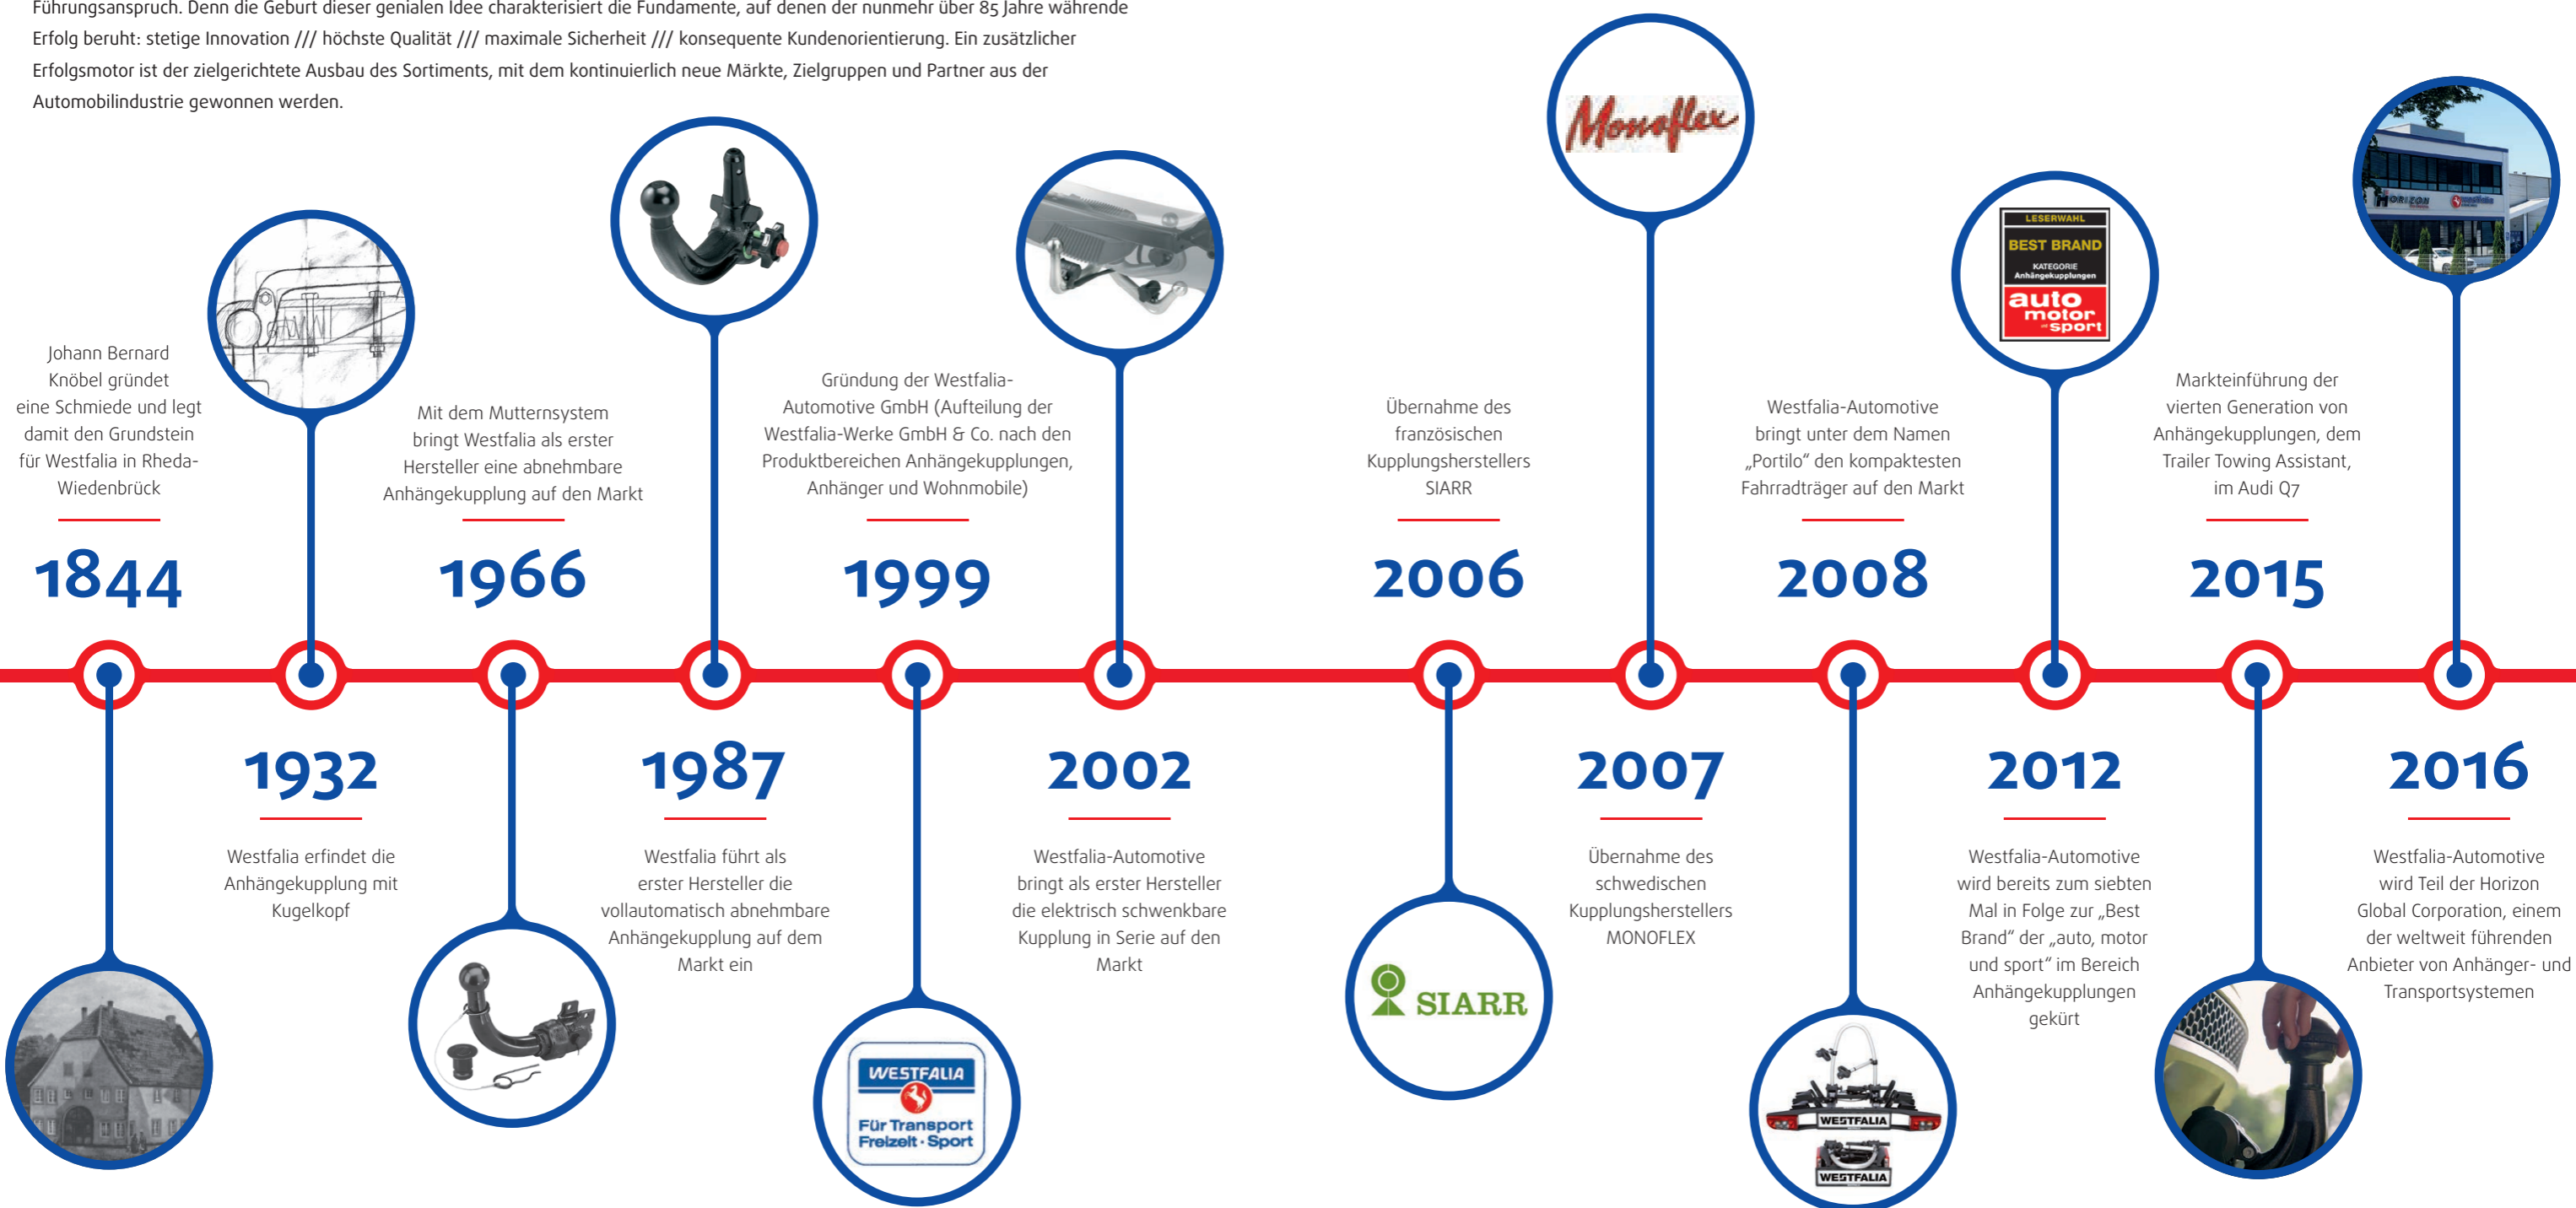 Führungsanspruch. Denn die Geburt dieser genialen Idee charakterisiert die Fundamente, auf denen der nunmehr über 85 Jahre währende
Erfolg beruht: stetige Innovation /// höchste Qualität /// maximale Sicherheit /// konsequente Kundenorientierung. Ein zusätzlicher
Erfolgsmotor ist der zielgerichtete Ausbau des Sortiments, mit dem kontinuierlich neue Märkte, Zielgruppen und Partner aus der
Automobilindustrie gewonnen werden.
Johann Bernard
Knöbel gründet
eine Schmiede und legt
damit den Grundstein
für Westfalia in Rheda-
Wiedenbrück
1844
1932
Westfalia erfindet die
Anhängekupplung mit
Kugelkopf
Mit dem Mutternsystem
bringt Westfalia als erster
Hersteller eine abnehmbare
Anhängekupplung auf den Markt
1966
1987
Westfalia führt als
erster Hersteller die
vollautomatisch abnehmbare
Anhängekupplung auf dem
Markt ein
Gründung der Westfalia-
Automotive GmbH (Aufteilung der
Westfalia-Werke GmbH & Co. nach den
Produktbereichen Anhängekupplungen,
Anhänger und Wohnmobile)
1999
WESTFALIA
Für Transport
Freizeit · Sport
2002
Westfalia-Automotive
bringt als erster Hersteller
die elektrisch schwenkbare
Kupplung in Serie auf den
Markt
Übernahme des
französischen
Kupplungsherstellers
SIARR
2006
SIARR
Monoflex
2007
Übernahme des
schwedischen
Kupplungsherstellers
MONOFLEX
Westfalia-Automotive
bringt unter dem Namen
„Portilo“ den kompaktesten
Fahrradträger auf den Markt
2008
WESTFALIA
WESTFALIA
LESERWAHL
BEST BRAND
KATEGORIE
Anhängekupplungen
auto
motor
und sport
2012
Westfalia-Automotive
wird bereits zum siebten
Mal in Folge zur „Best
Brand“ der „auto, motor
und sport“ im Bereich
Anhängekupplungen
gekürt
Markteinführung der
vierten Generation von
Anhängekupplungen, dem
Trailer Towing Assistant,
im Audi Q7
2015
HORIZON
westfalia
2016
Westfalia-Automotive
wird Teil der Horizon
Global Corporation, einem
der weltweit führenden
Anbieter von Anhänger- und
Transportsystemen